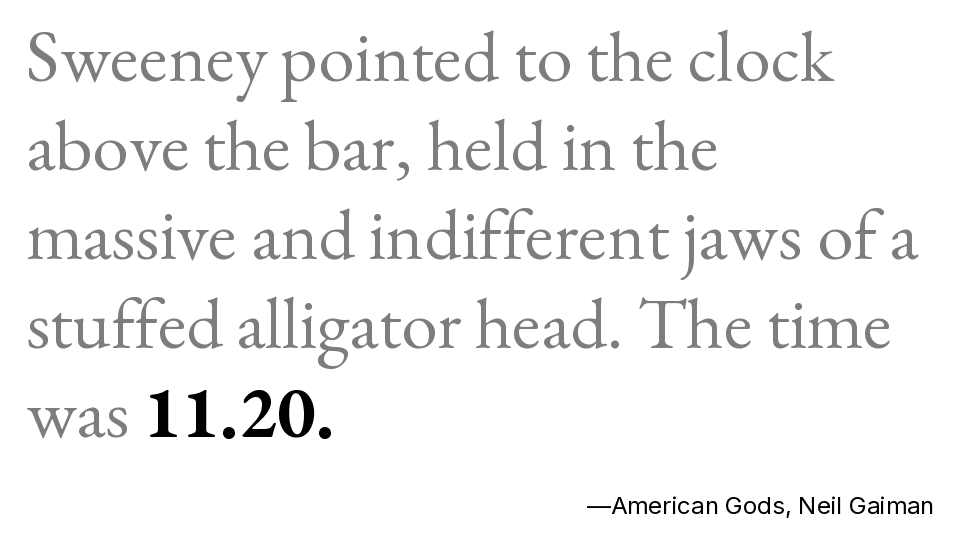 Sweeney pointed to the clock
above the bar, held in the
massive and indifferent jaws of a
stuffed alligator head. The time
was 11.20.
—American Gods, Neil Gaiman